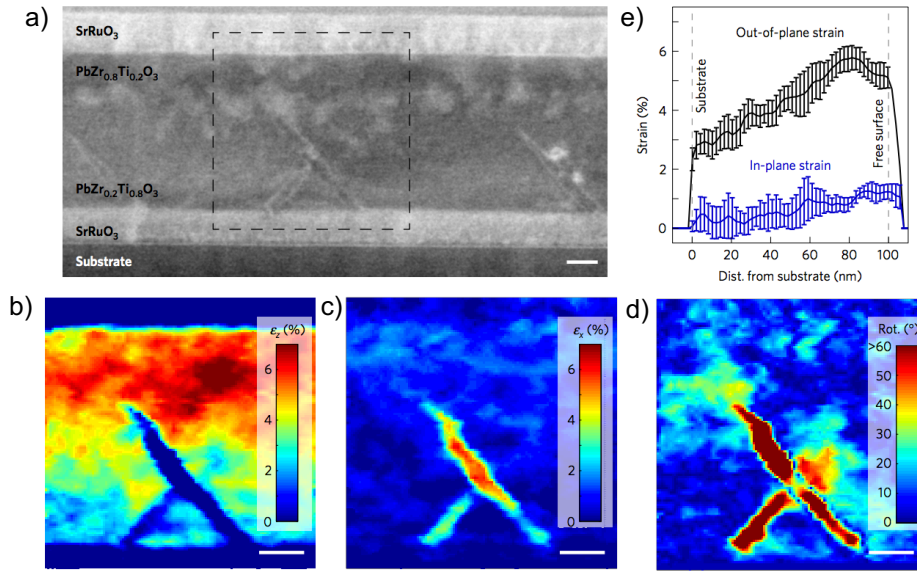 a)
SrRuO3
PbZr0.8Ti0.2O3
PbZr0.2Ti0.8O3
SrRuO3
Substrate
e)
Out-of-plane strain
In-plane strain
Substrate
Free surface
Strain (%)
6
4
2
0
0 20 40 60 80 100
Dist. from substrate (nm)
b)
εz (%)
6
4
2
0
c)
εx (%)
6
4
2
0
d)
Rot. (°)
>60
50
40
30
20
10
0